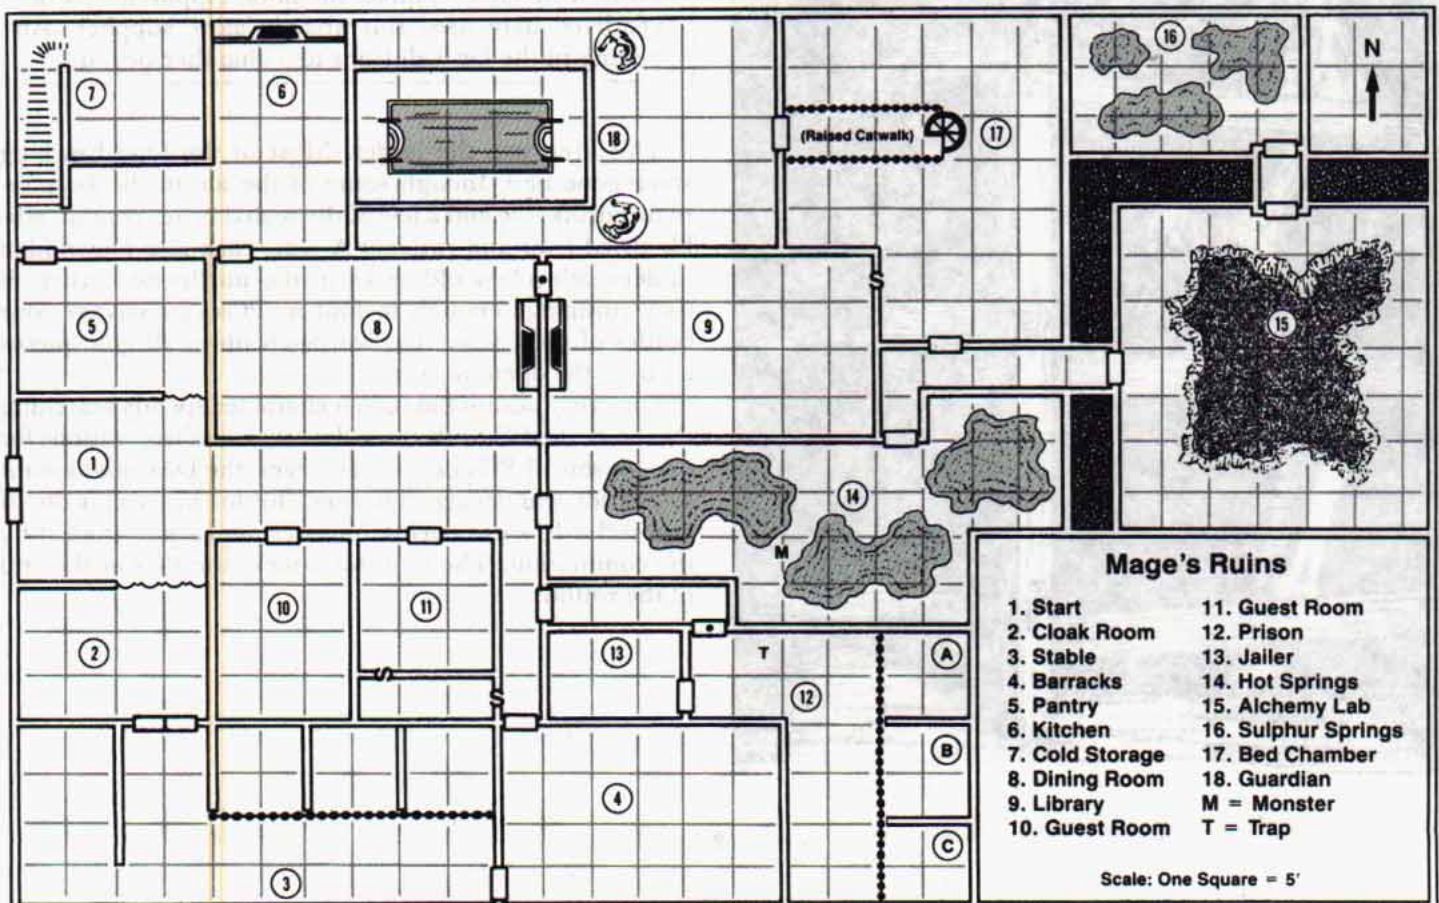 16
N
7
6
18
(Raised Catwalk)
17
5
8
9
15
1
14
M
10
11
2
13
T
12
A
B
4
C
3
Mage's Ruins
1. Start
2. Cloak Room
3. Stable
4. Barracks
5. Pantry
6. Kitchen
7. Cold Storage
8. Dining Room
9. Library
10. Guest Room
11. Guest Room
12. Prison
13. Jailer
14. Hot Springs
15. Alchemy Lab
16. Sulphur Springs
17. Bed Chamber
18. Guardian
M = Monster
T = Trap
Scale: One Square = 5'
S
S
S